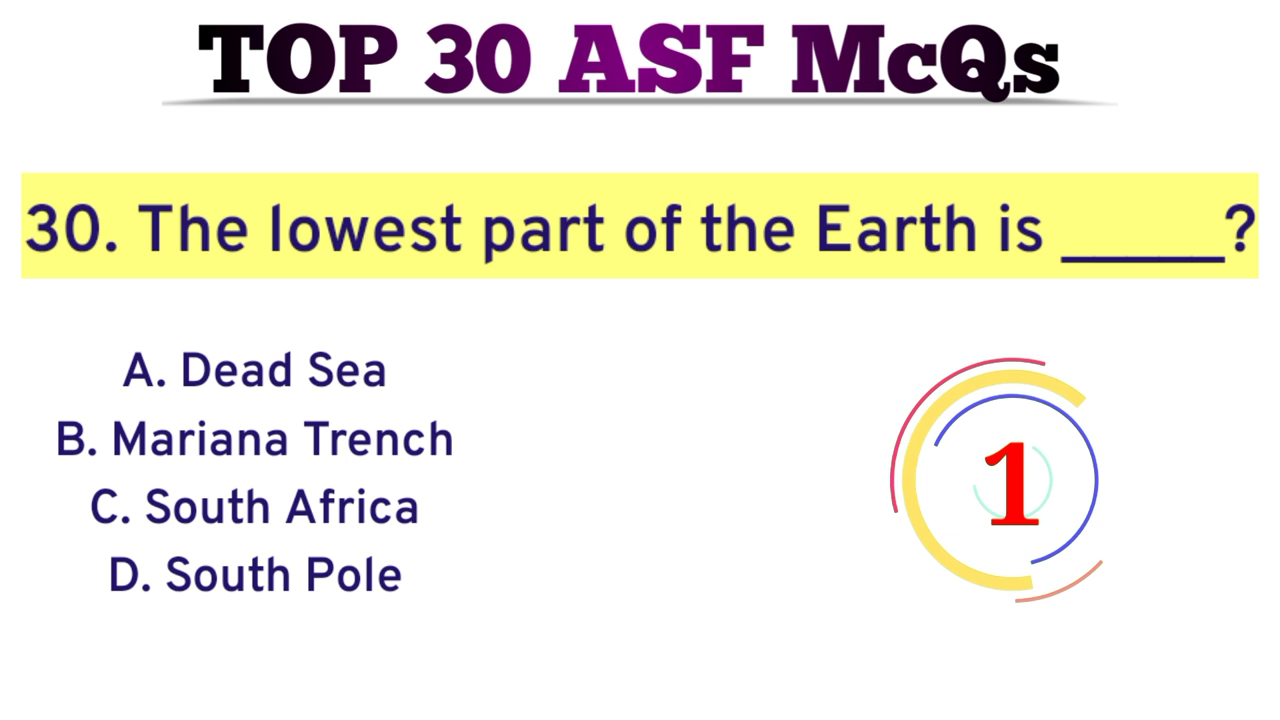 TOP 30 ASF McQs
30. The lowest part of the Earth is _____?
A. Dead Sea
B. Mariana Trench
C. South Africa
D. South Pole
1